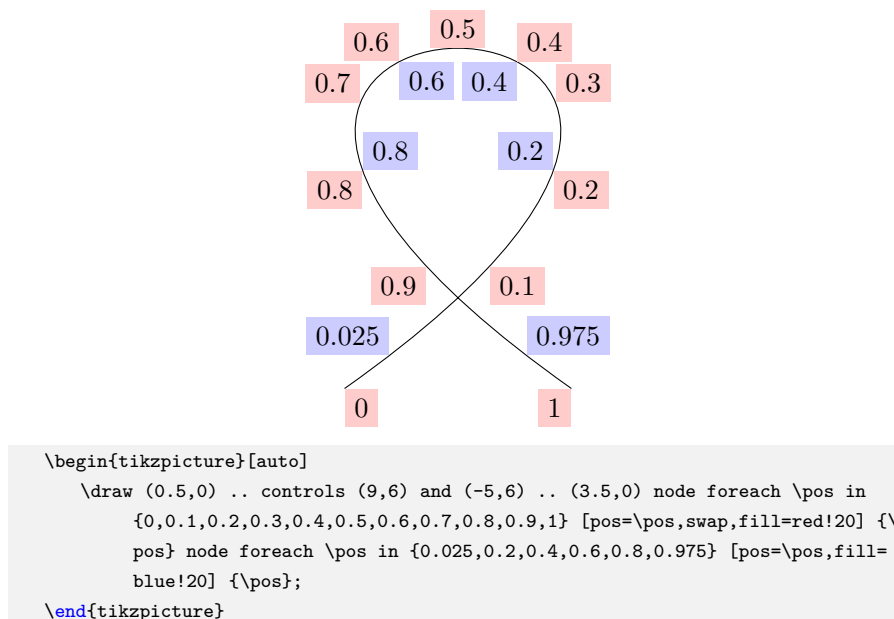 0.5
0.6 0.4
0.7 0.6 0.4 0.3
0.8 0.2
0.8 0.2
0.9 0.1
0.025 0.975
0 1
\begin{tikzpicture}[auto]
\draw (0.5,0) .. controls (9,6) and (-5,6) .. (3.5,0) node foreach \pos in
{0,0.1,0.2,0.3,0.4,0.5,0.6,0.7,0.8,0.9,1} [pos=\pos,swap,fill=red!20] {\
pos} node foreach \pos in {0.025,0.2,0.4,0.6,0.8,0.975} [pos=\pos,fill=
blue!20] {\pos};
\end{tikzpicture}